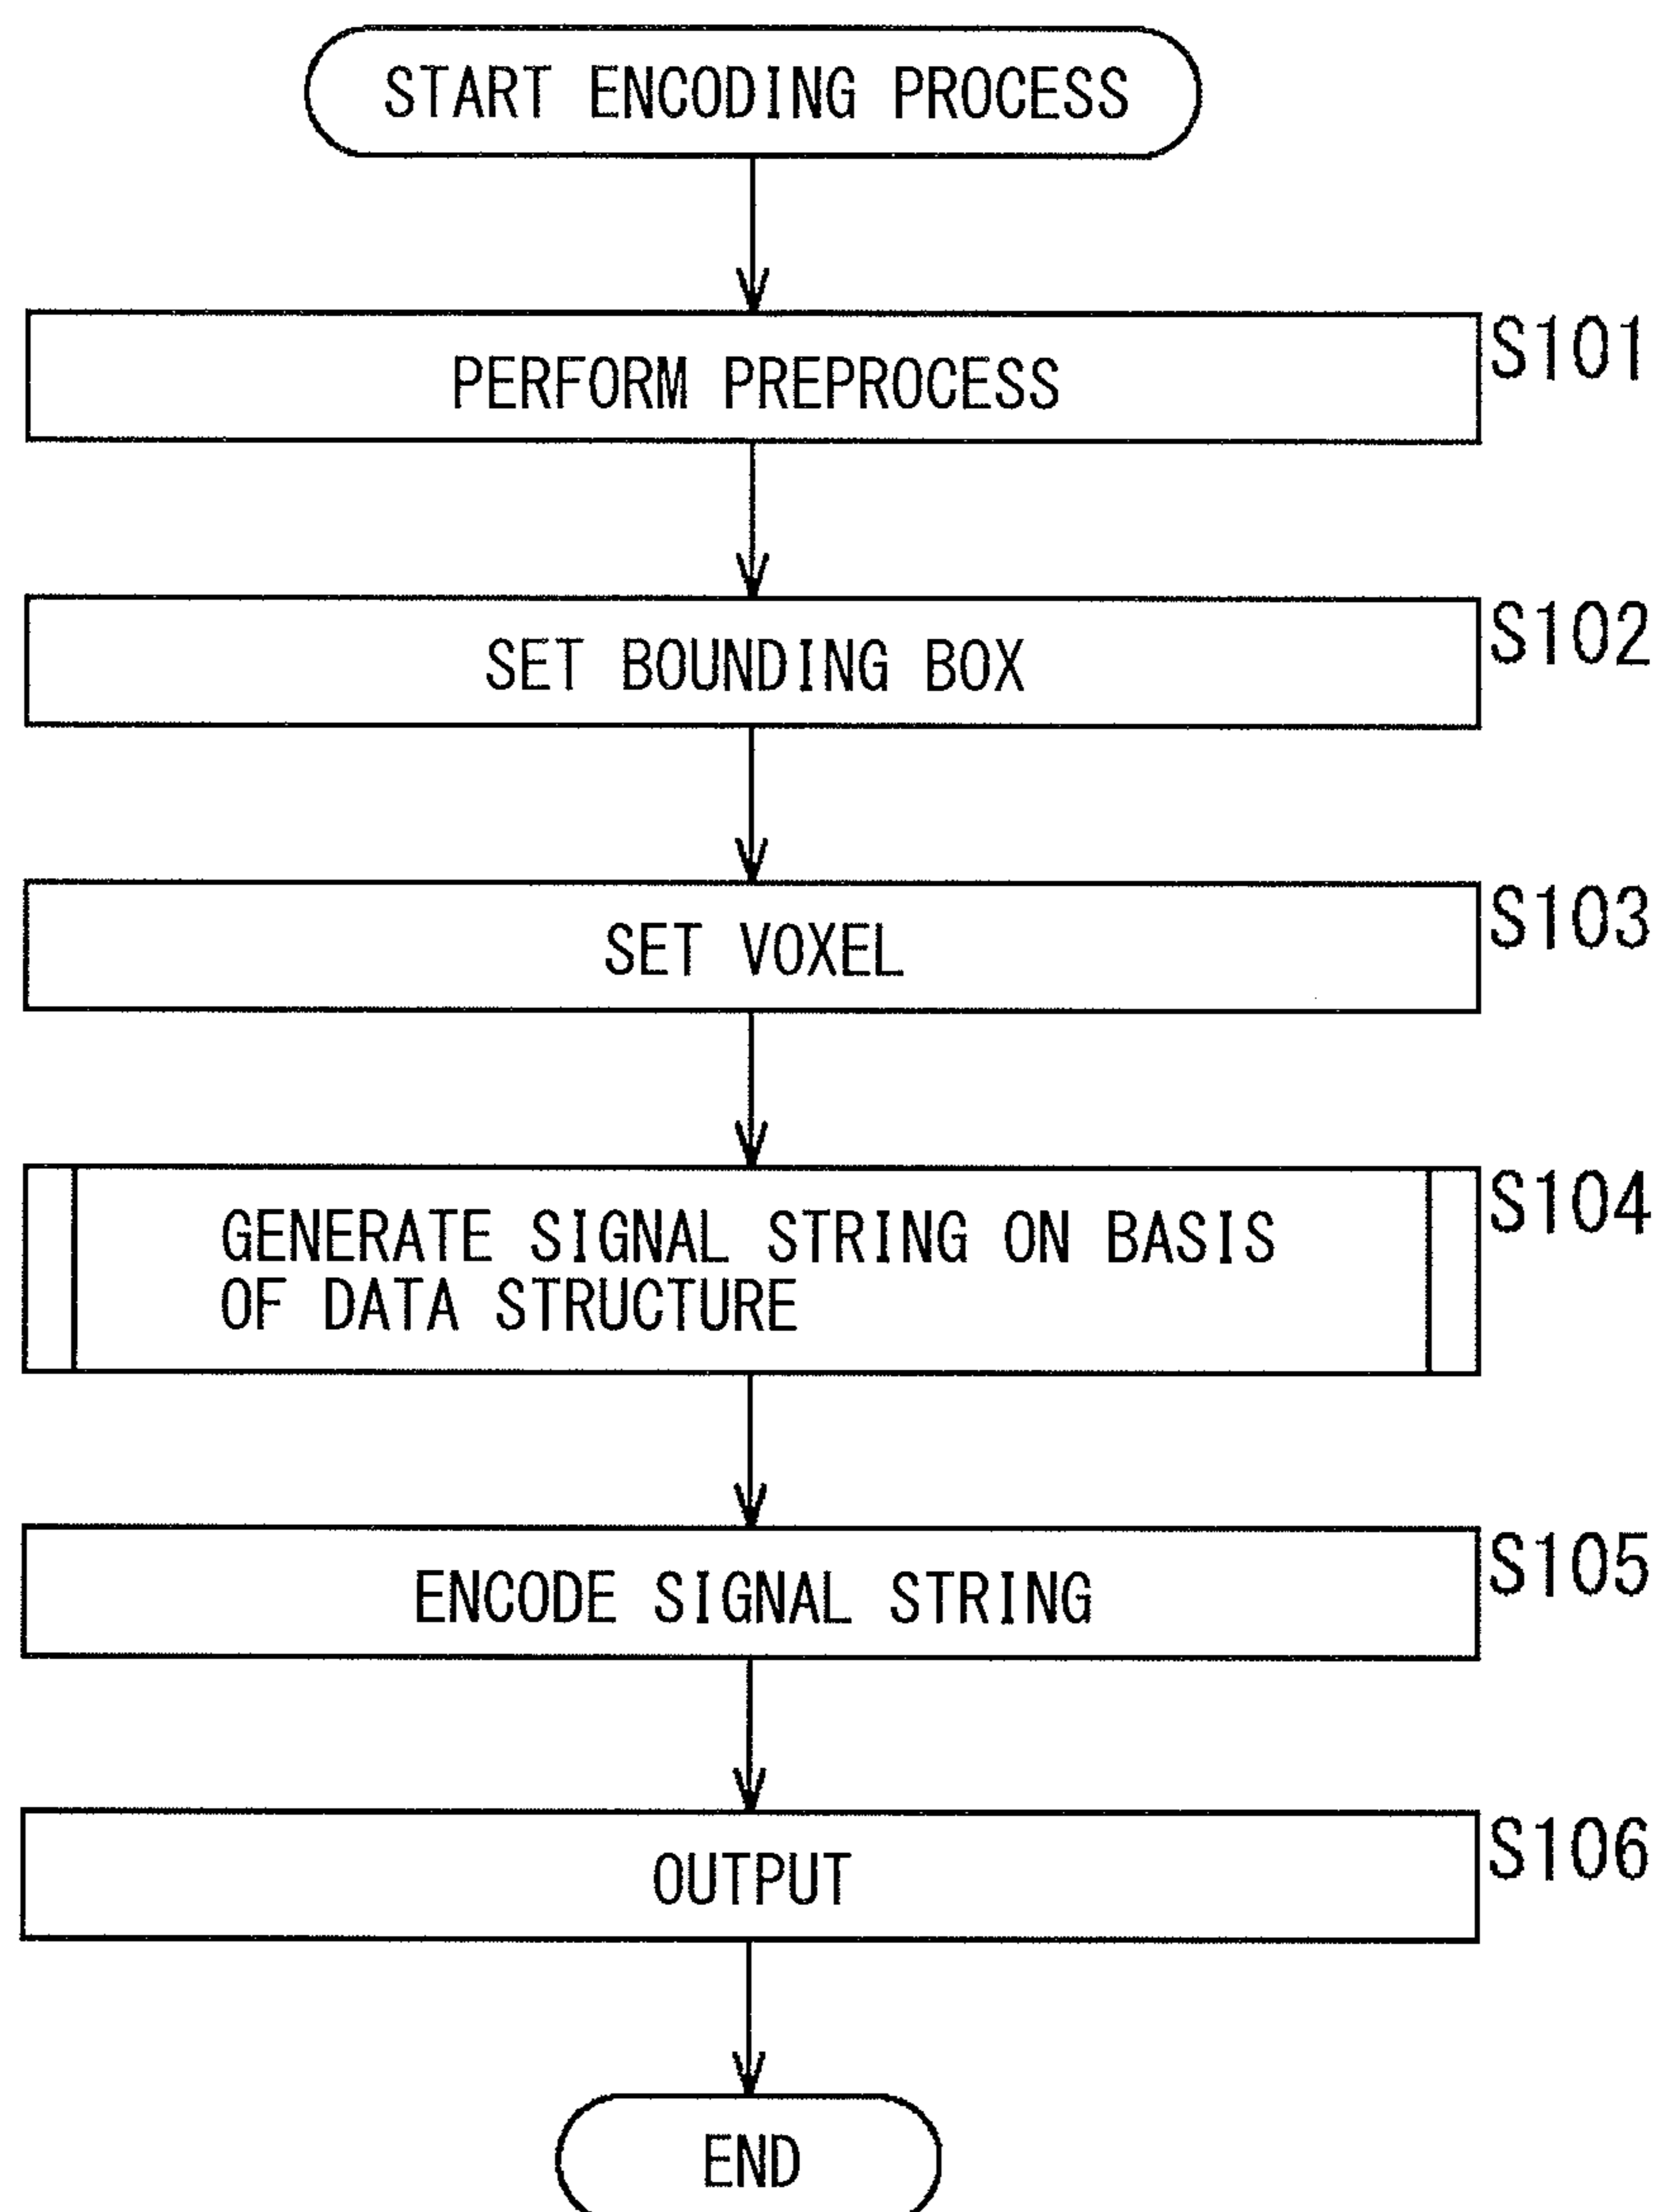 START ENCODING PROCESS
PERFORM PREPROCESS
S101
SET BOUNDING BOX
S102
SET VOXEL
S103
GENERATE SIGNAL STRING ON BASIS
OF DATA STRUCTURE
S104
ENCODE SIGNAL STRING
S105
OUTPUT
S106
END